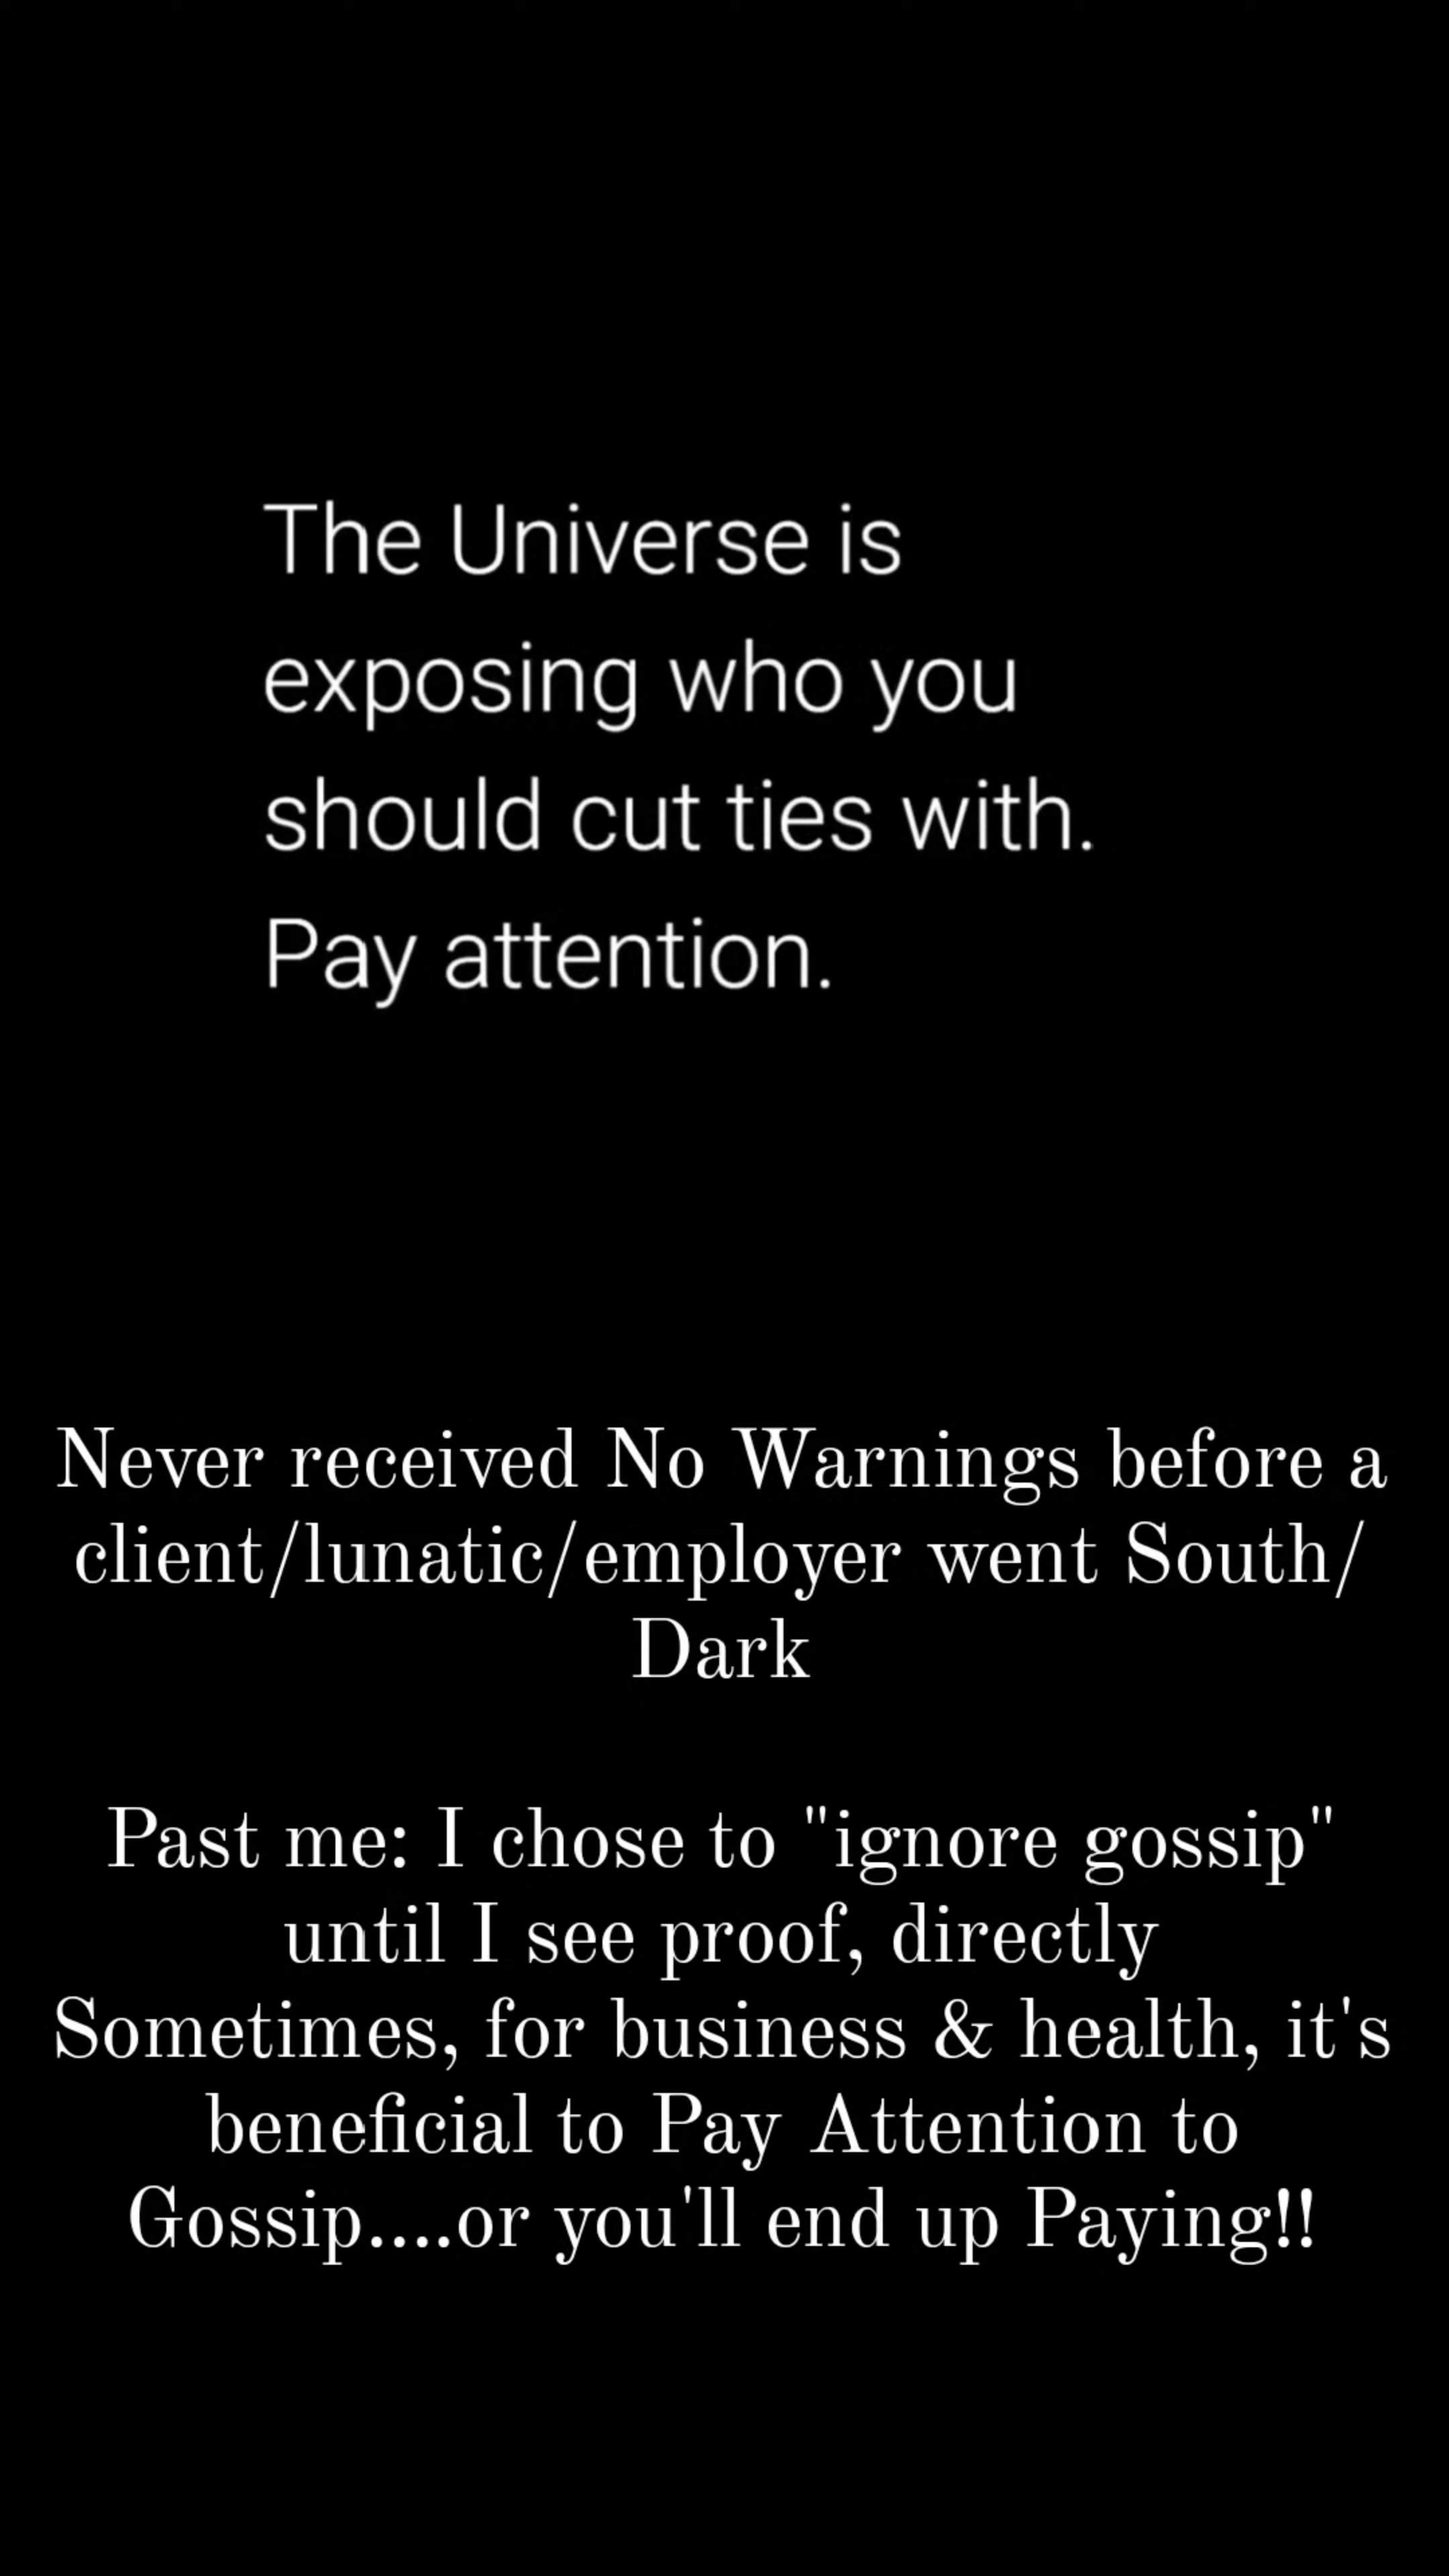 The Universe is
exposing who you
should cut ties with.
Pay attention.
Never received No Warnings before a
client/lunatic/employer went South/
Dark
Past me: I chose to "ignore gossip"
until I see proof, directly
Sometimes, for business & health, it's
beneficial to Pay Attention to
Gossip....or you'll end up Paying!!